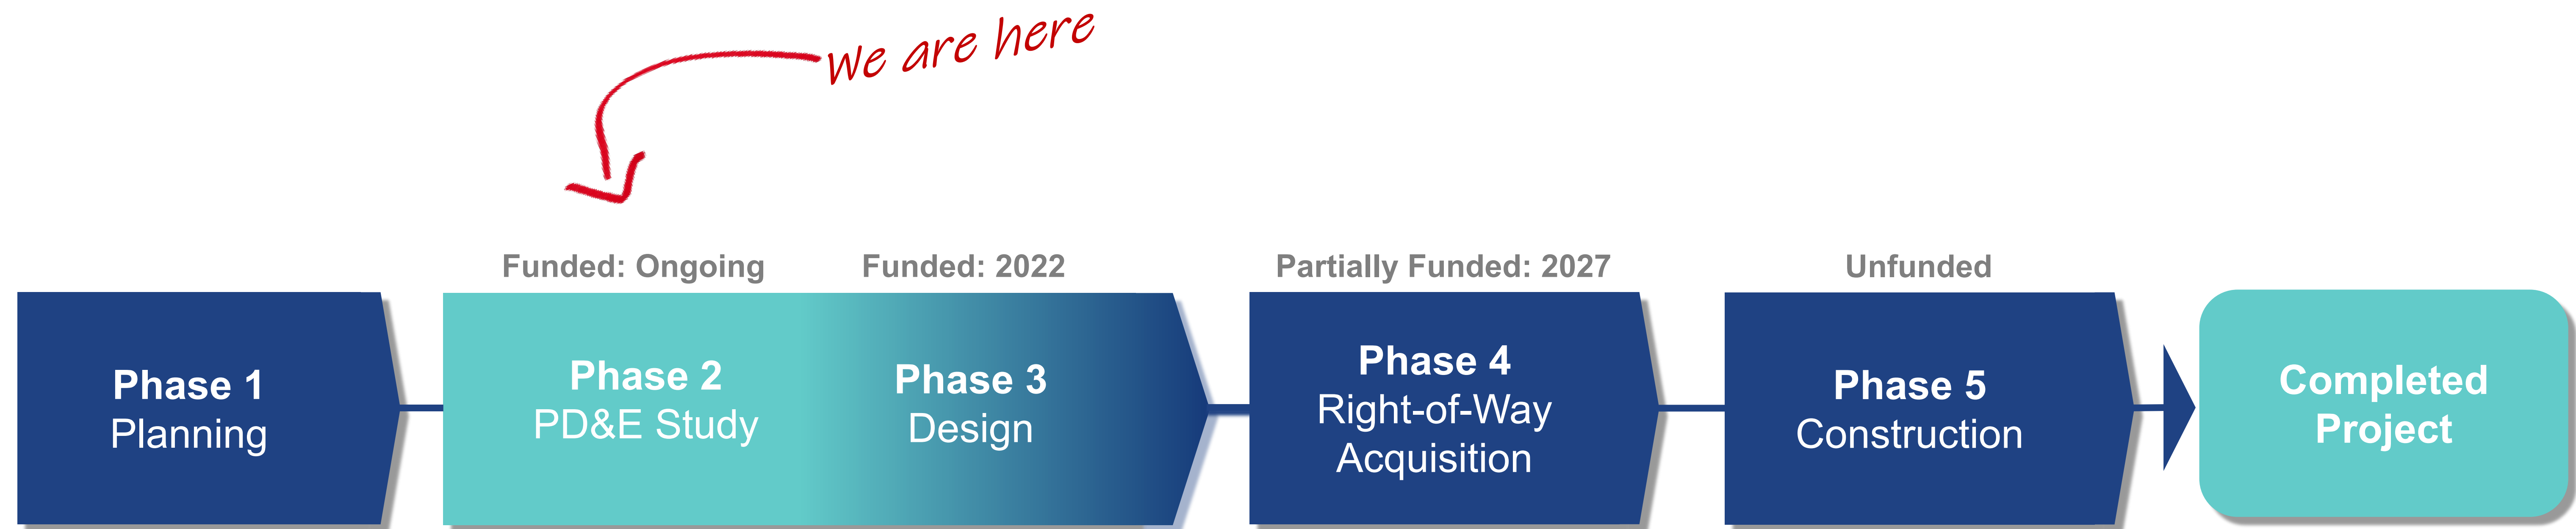 we are here
Funded: Ongoing
Funded: 2022
Partially Funded: 2027
Unfunded
Phase 1
Planning
Phase 2
PD&E Study
Phase 3
Design
Phase 4
Right-of-Way
Acquisition
Phase 5
Construction
Completed
Project